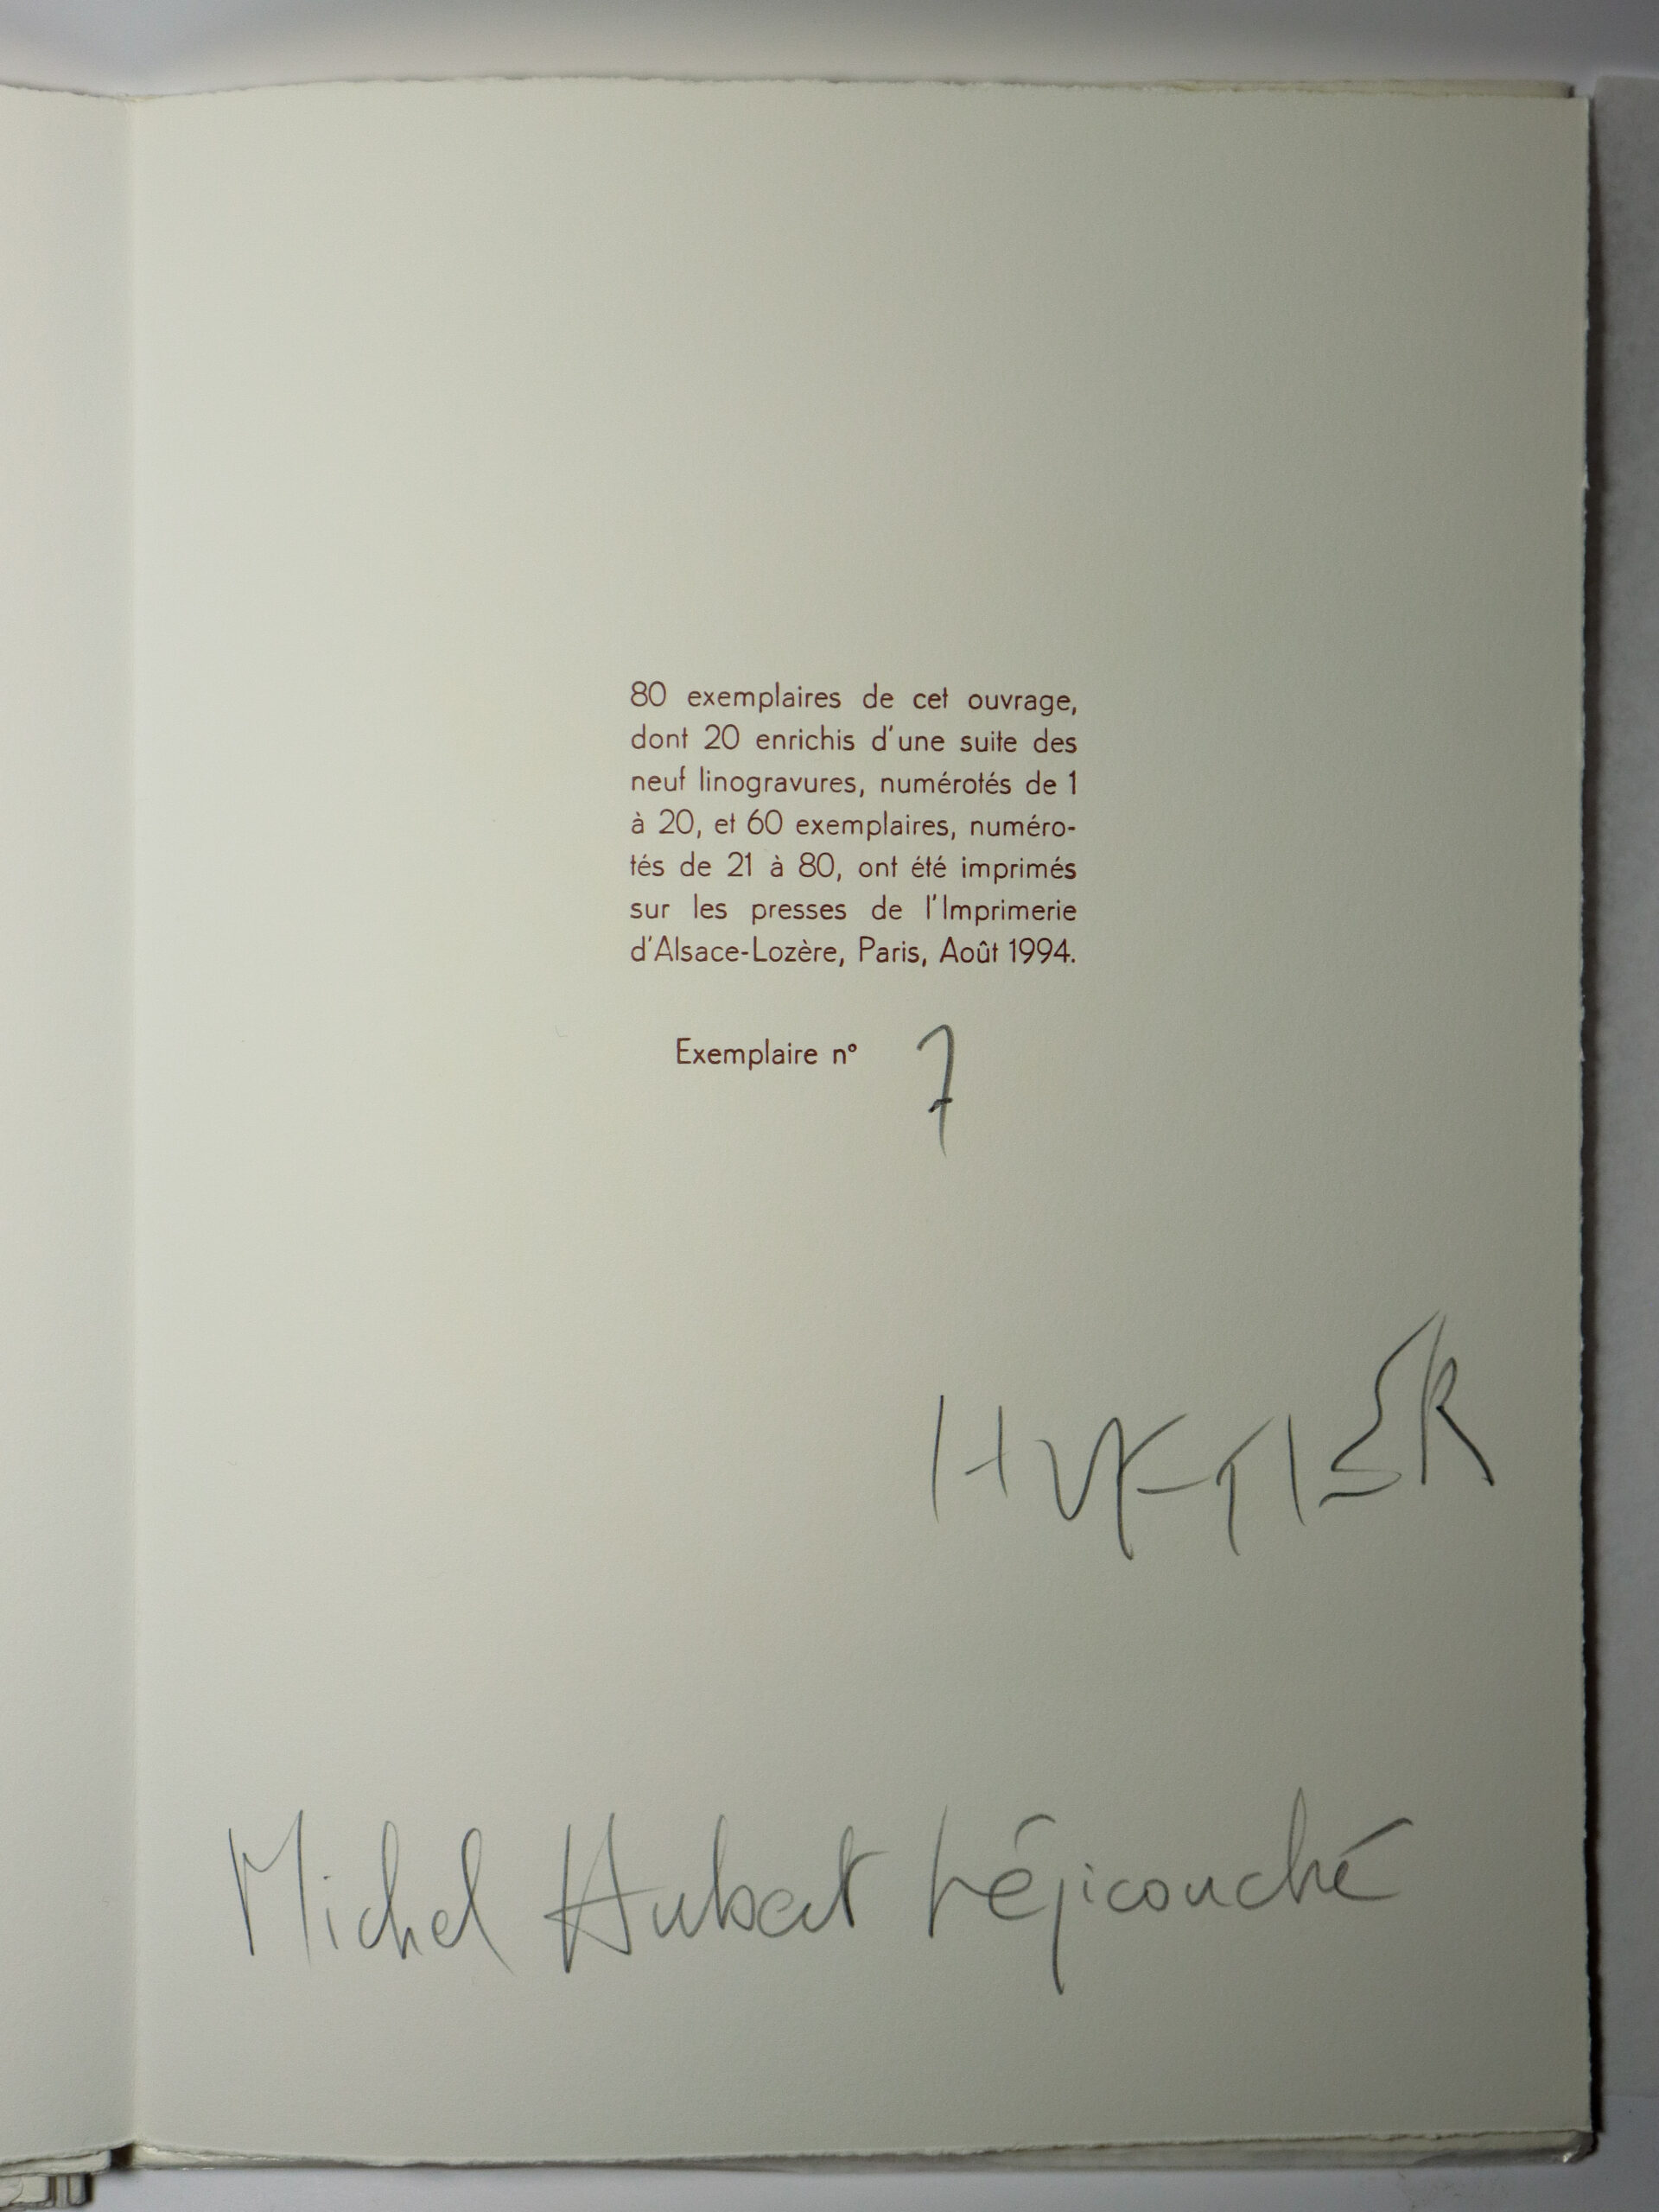 80 exemplaires de cet ouvrage,
dont 20 enrichis d'une suite des
neuf linogravures, numérotés de 1
à 20, et 60 exemplaires, numéro-
tés de 21 à 80, ont été imprimés
sur les presses de l'Imprimerie
d'Alsace-Lozère, Paris, Août 1994.
Exemplaire n° 7
HUFTIER
Michel Hubert Lépicouché